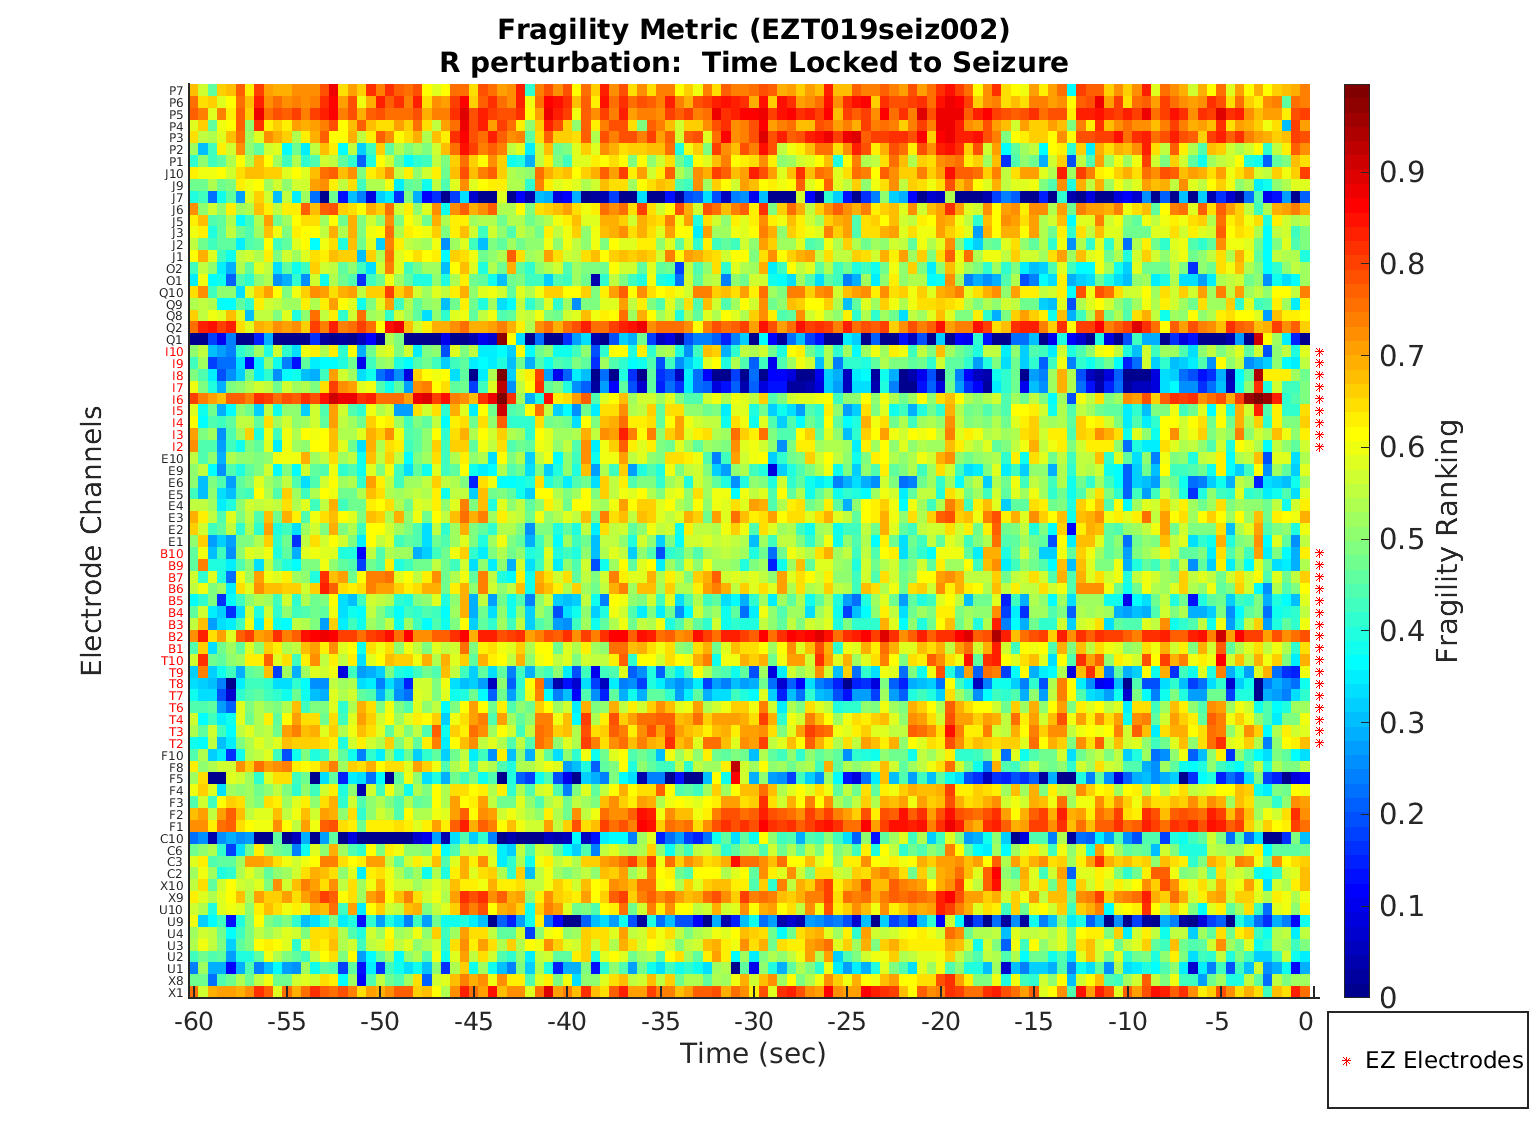 Fragility Metric (EZT019seiz002)
R perturbation:  Time Locked to Seizure
Electrode Channels
P7
P6
P5
P4
P3
P2
P1
J10
J9
J7
J6
J5
J3
J2
J1
O2
O1
Q10
Q9
Q8
Q2
Q1
I10
I9
I8
I7
I6
I5
I4
I3
I2
E10
E9
E6
E5
E4
E3
E2
E1
B10
B9
B7
B6
B5
B4
B3
B2
B1
T10
T9
T8
T7
T6
T4
T3
T2
F10
F8
F5
F4
F3
F2
F1
C10
C6
C3
C2
X10
X9
U10
U9
U4
U3
U2
U1
X8
X1
-60 -55 -50 -45 -40 -35 -30 -25 -20 -15 -10 -5 0
Time (sec)
0.9
0.8
0.7
0.6
0.5
0.4
0.3
0.2
0.1
0
Fragility Ranking
EZ Electrodes